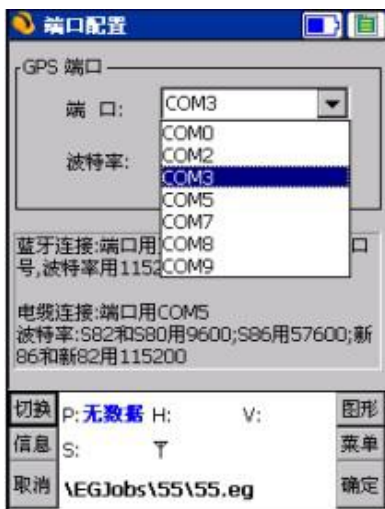 端口配置
GPS 端口
端 口:
COM3
COM0
COM2
波特率:
COM3
COM5
COM7
蓝牙连接:端口用
COM8
口
号,波特率用1152
COM9
电缆连接:端口用COM5
波特率:S82和S80用9600;S86用57600;新
86和新82用115200
切换
P:无数据 H: V:
图形
信息
S:
菜单
取消
\EGJobs\55\55.eg
确定